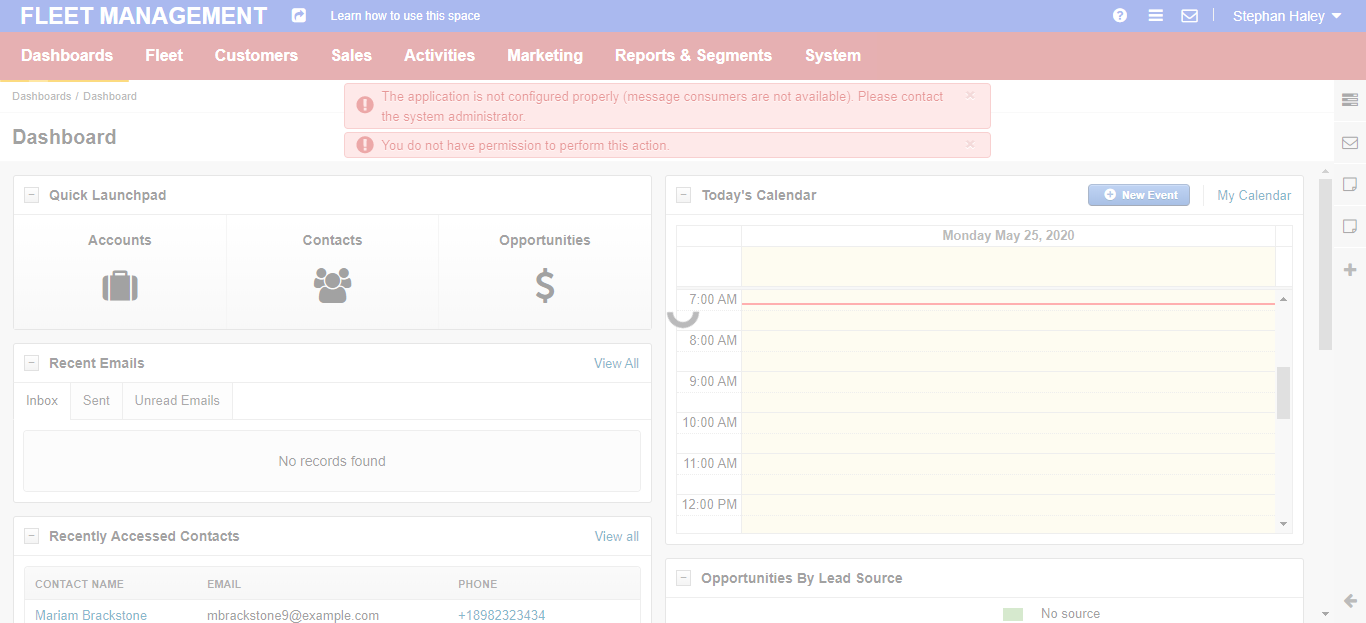 FLEET MANAGEMENT
Learn how to use this space
Stephan Haley
Dashboards Fleet Customers Sales Activities Marketing Reports & Segments System
Dashboards / Dashboard
The application is not configured properly (message consumers are not available). Please contact
the system administrator.
×
You do not have permission to perform this action.
×
Dashboard
Quick Launchpad
Accounts
Contacts
Opportunities
Recent Emails
View All
Inbox
Sent
Unread Emails
No records found
Recently Accessed Contacts
View all
CONTACT NAME EMAIL PHONE
Mariam Brackstone mbrackstone9@example.com +18982323434
Today's Calendar
New Event
My Calendar
Monday May 25, 2020
7:00 AM
8:00 AM
9:00 AM
10:00 AM
11:00 AM
12:00 PM
Opportunities By Lead Source
No source